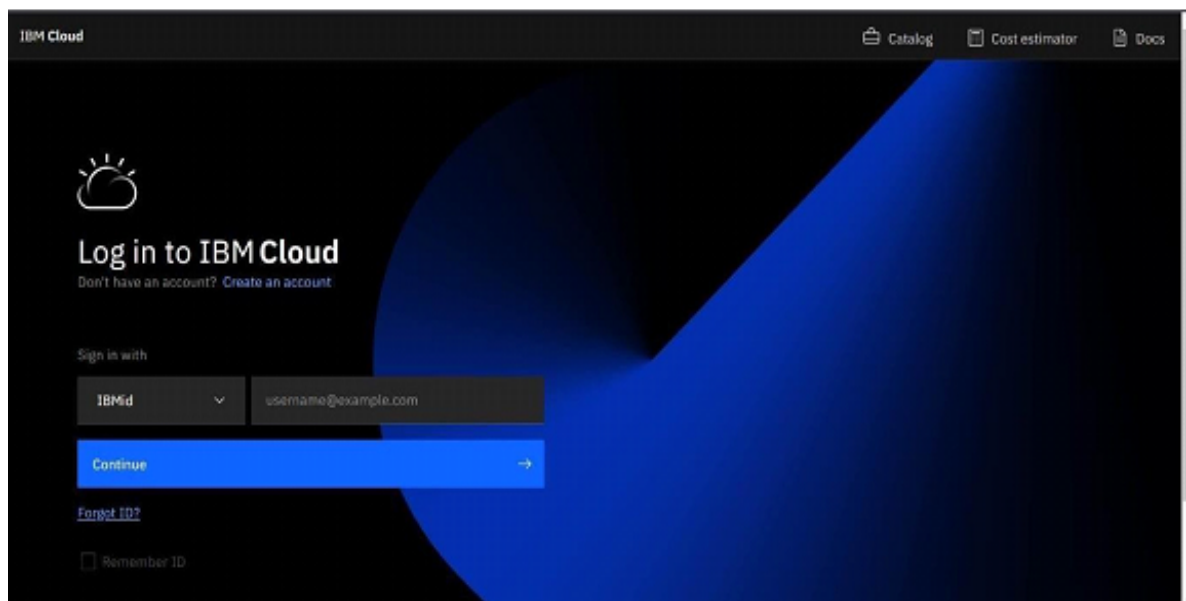 IBM Cloud
Catalog
Cost estimator
Docs
Log in to IBM Cloud
Don't have an account? Create an account
Sign in with
IBMid
username@example.com
Continue
Forgot ID?
Remember ID